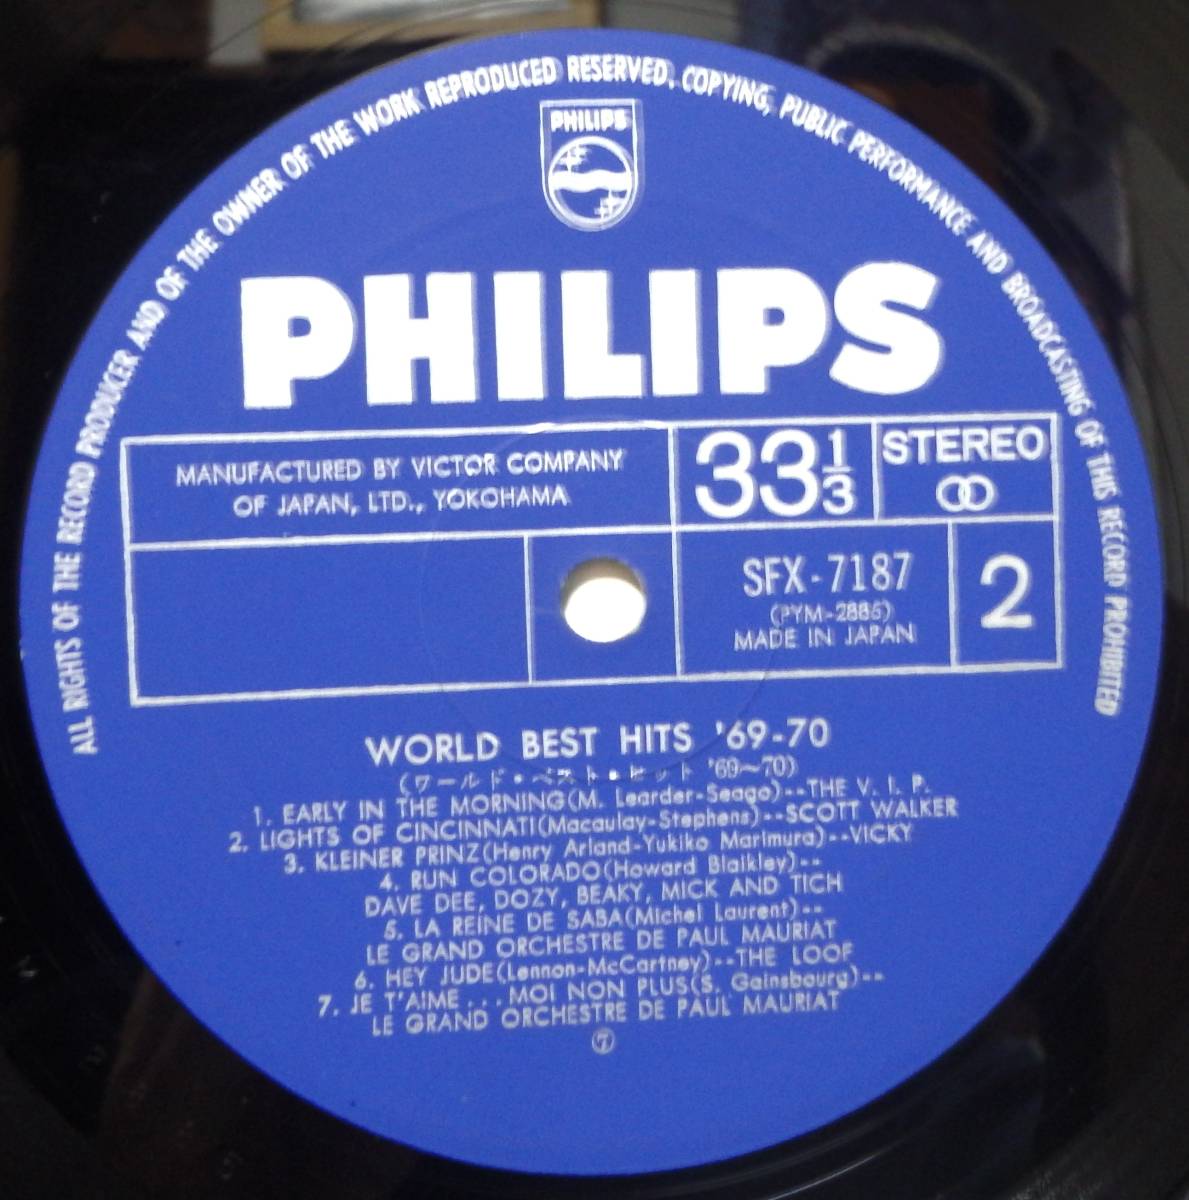 ALL RIGHTS OF THE RECORD PRODUCER AND OF THE OWNER OF THE WORK REPRODUCED RESERVED. COPYING, PUBLIC PERFORMANCE AND BROADCASTING OF THIS RECORD PROHIBITED
PHILIPS
PHILIPS
MANUFACTURED BY VICTOR COMPANY
OF JAPAN, LTD., YOKOHAMA
33 1/3
STEREO
SFX-7187
(PYM-2885)
MADE IN JAPAN
2
WORLD BEST HITS '69-70
(ワールド・ベスト・ヒット '69〜70)
1. EARLY IN THE MORNING(M. Learder-Seago)--THE V. I. P.
2. LIGHTS OF CINCINNATI(Macaulay-Stephens)--SCOTT WALKER
3. KLEINER PRINZ(Henry Arland-Yukiko Marimura)--VICKY
4. RUN COLORADO(Howard Blaikley)--
DAVE DEE, DOZY, BEAKY, MICK AND TICH
5. LA REINE DE SABA(Michel Laurent)--
LE GRAND ORCHESTRE DE PAUL MAURIAT
6. HEY JUDE(Lennon-McCartney)--THE LOOF
7. JE T'AIME...MOI NON PLUS(S. Gainsbourg)--
LE GRAND ORCHESTRE DE PAUL MAURIAT
⑦